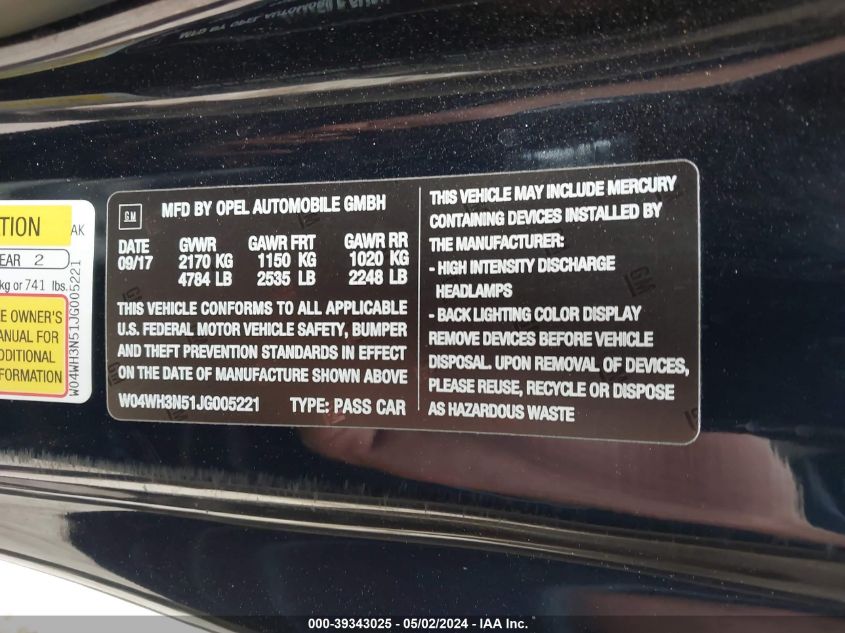 TION
AK
EAR 2
kg or 741 lbs.
E OWNER'S
ANUAL FOR
DDITIONAL
FORMATION
W04WH3N51JG005221
GM
MFD BY OPEL AUTOMOBILE GMBH
DATE GVWR GAWR FRT GAWR RR
09/17 2170 KG 1150 KG 1020 KG
4784 LB 2535 LB 2248 LB
THIS VEHICLE CONFORMS TO ALL APPLICABLE
U.S. FEDERAL MOTOR VEHICLE SAFETY, BUMPER
AND THEFT PREVENTION STANDARDS IN EFFECT
ON THE DATE OF MANUFACTURE SHOWN ABOVE
W04WH3N51JG005221 TYPE: PASS CAR
THIS VEHICLE MAY INCLUDE MERCURY
CONTAINING DEVICES INSTALLED BY
THE MANUFACTURER:
- HIGH INTENSITY DISCHARGE
HEADLAMPS
- BACK LIGHTING COLOR DISPLAY
REMOVE DEVICES BEFORE VEHICLE
DISPOSAL. UPON REMOVAL OF DEVICES,
PLEASE REUSE, RECYCLE OR DISPOSE
AS HAZARDOUS WASTE
000-39343025 - 05/02/2024 - IAA Inc.